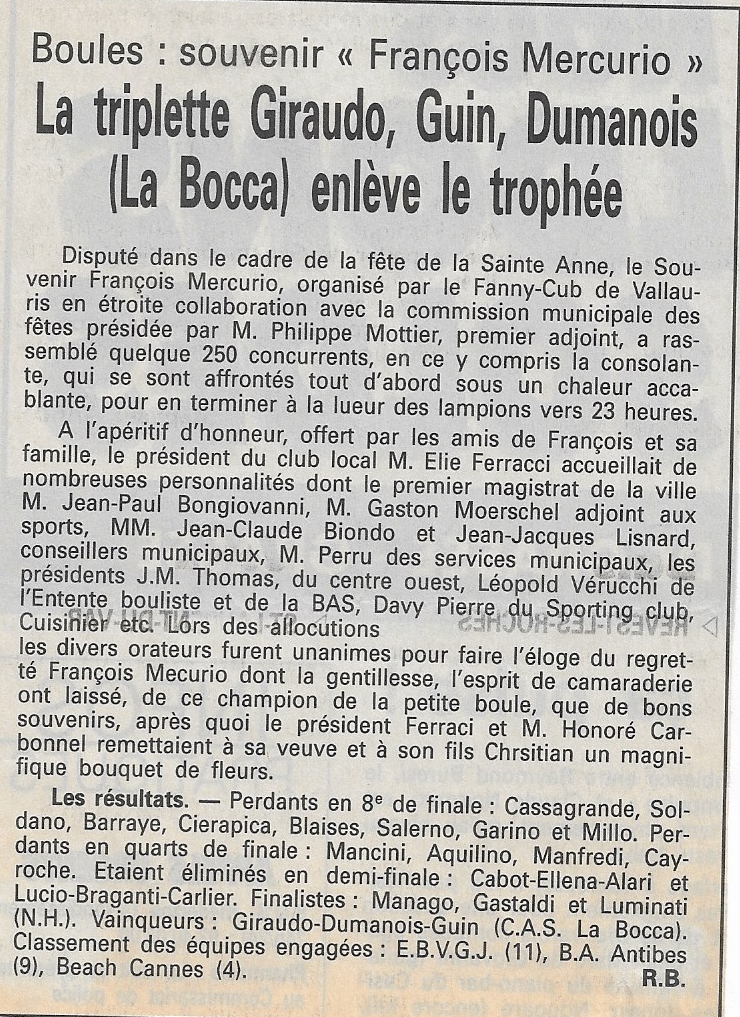 Boules : souvenir « François Mercurio »
La triplette Giraudo, Guin, Dumanois
(La Bocca) enlève le trophée
Disputé dans le cadre de la fête de la Sainte Anne, le Sou-
venir François Mercurio, organisé par le Fanny-Cub de Vallau-
ris en étroite collaboration avec la commission municipale des
fêtes présidée par M. Philippe Mottier, premier adjoint, a ras-
semblé quelque 250 concurrents, en ce y compris la consolan-
te, qui se sont affrontés tout d'abord sous un chaleur acca-
blante, pour en terminer à la lueur des lampions vers 23 heures.
A l'apéritif d'honneur, offert par les amis de François et sa
famille, le président du club local M. Elie Ferracci accueillait de
nombreuses personnalités dont le premier magistrat de la ville
M. Jean-Paul Bongiovanni, M. Gaston Moerschel adjoint aux
sports, MM. Jean-Claude Biondo et Jean-Jacques Lisnard,
conseillers municipaux, M. Perru des services municipaux, les
présidents J.M. Thomas, du centre ouest, Léopold Vérucchi de
l'Entente bouliste et de la BAS, Davy Pierre du Sporting club,
Cuisinier etc. Lors des allocutions
les divers orateurs furent unanimes pour faire l'éloge du regret-
té François Mecurio dont la gentillesse, l'esprit de camaraderie
ont laissé, de ce champion de la petite boule, que de bons
souvenirs, après quoi le président Ferraci et M. Honoré Car-
bonnel remettaient à sa veuve et à son fils Chrsitian un magni-
fique bouquet de fleurs.
Les résultats. — Perdants en 8e de finale : Cassagrande, Sol-
dano, Barraye, Cierapica, Blaises, Salerno, Garino et Millo. Per-
dants en quarts de finale : Mancini, Aquilino, Manfredi, Cay-
roche. Etaient éliminés en demi-finale : Cabot-Ellena-Alari et
Lucio-Braganti-Carlier. Finalistes : Manago, Gastaldi et Luminati
(N.H.). Vainqueurs : Giraudo-Dumanois-Guin (C.A.S. La Bocca).
Classement des équipes engagées : E.B.V.G.J. (11), B.A. Antibes
(9), Beach Cannes (4). R.B.